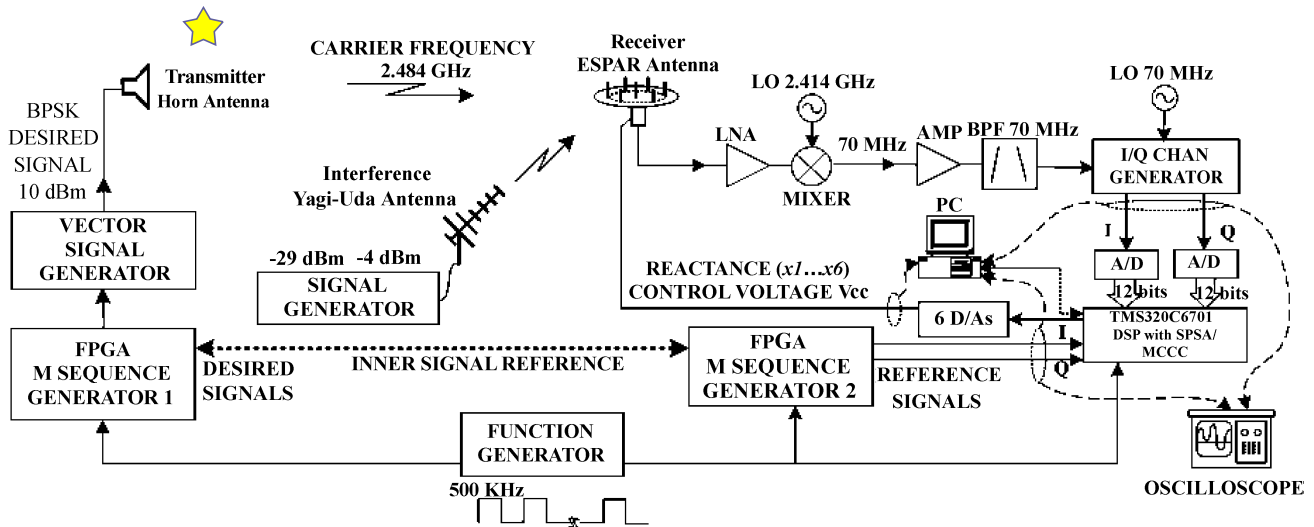 CARRIER FREQUENCY
2.484 GHz
Receiver
ESPAR Antenna
Transmitter
Horn Antenna
LO 2.414 GHz
LO 70 MHz
BPSK
DESIRED
SIGNAL
10 dBm
LNA
70 MHz
AMP
BPF 70 MHz
MIXER
I/Q CHAN
GENERATOR
Interference
Yagi-Uda Antenna
PC
I
Q
VECTOR
SIGNAL
GENERATOR
-29 dBm -4 dBm
SIGNAL
GENERATOR
REACTANCE (x1...x6)
CONTROL VOLTAGE Vcc
A/D
A/D
12 bits
12 bits
6 D/As
TMS320C6701
DSP with SPSA/
MCCC
FPGA
M SEQUENCE
GENERATOR 1
DESIRED
SIGNALS
INNER SIGNAL REFERENCE
FPGA
M SEQUENCE
GENERATOR 2
I
Q
REFERENCE
SIGNALS
FUNCTION
GENERATOR
500 KHz
OSCILLOSCOPE